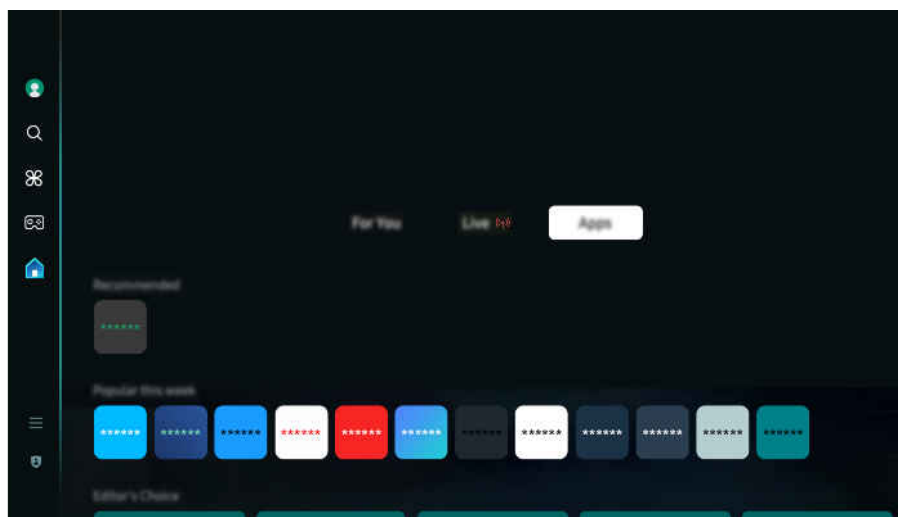 For You
Live
Apps
Recommended
******
Popular this week
****** ****** ****** ****** ****** ****** ****** ****** ****** ****** ****** ******
Editor's Choice